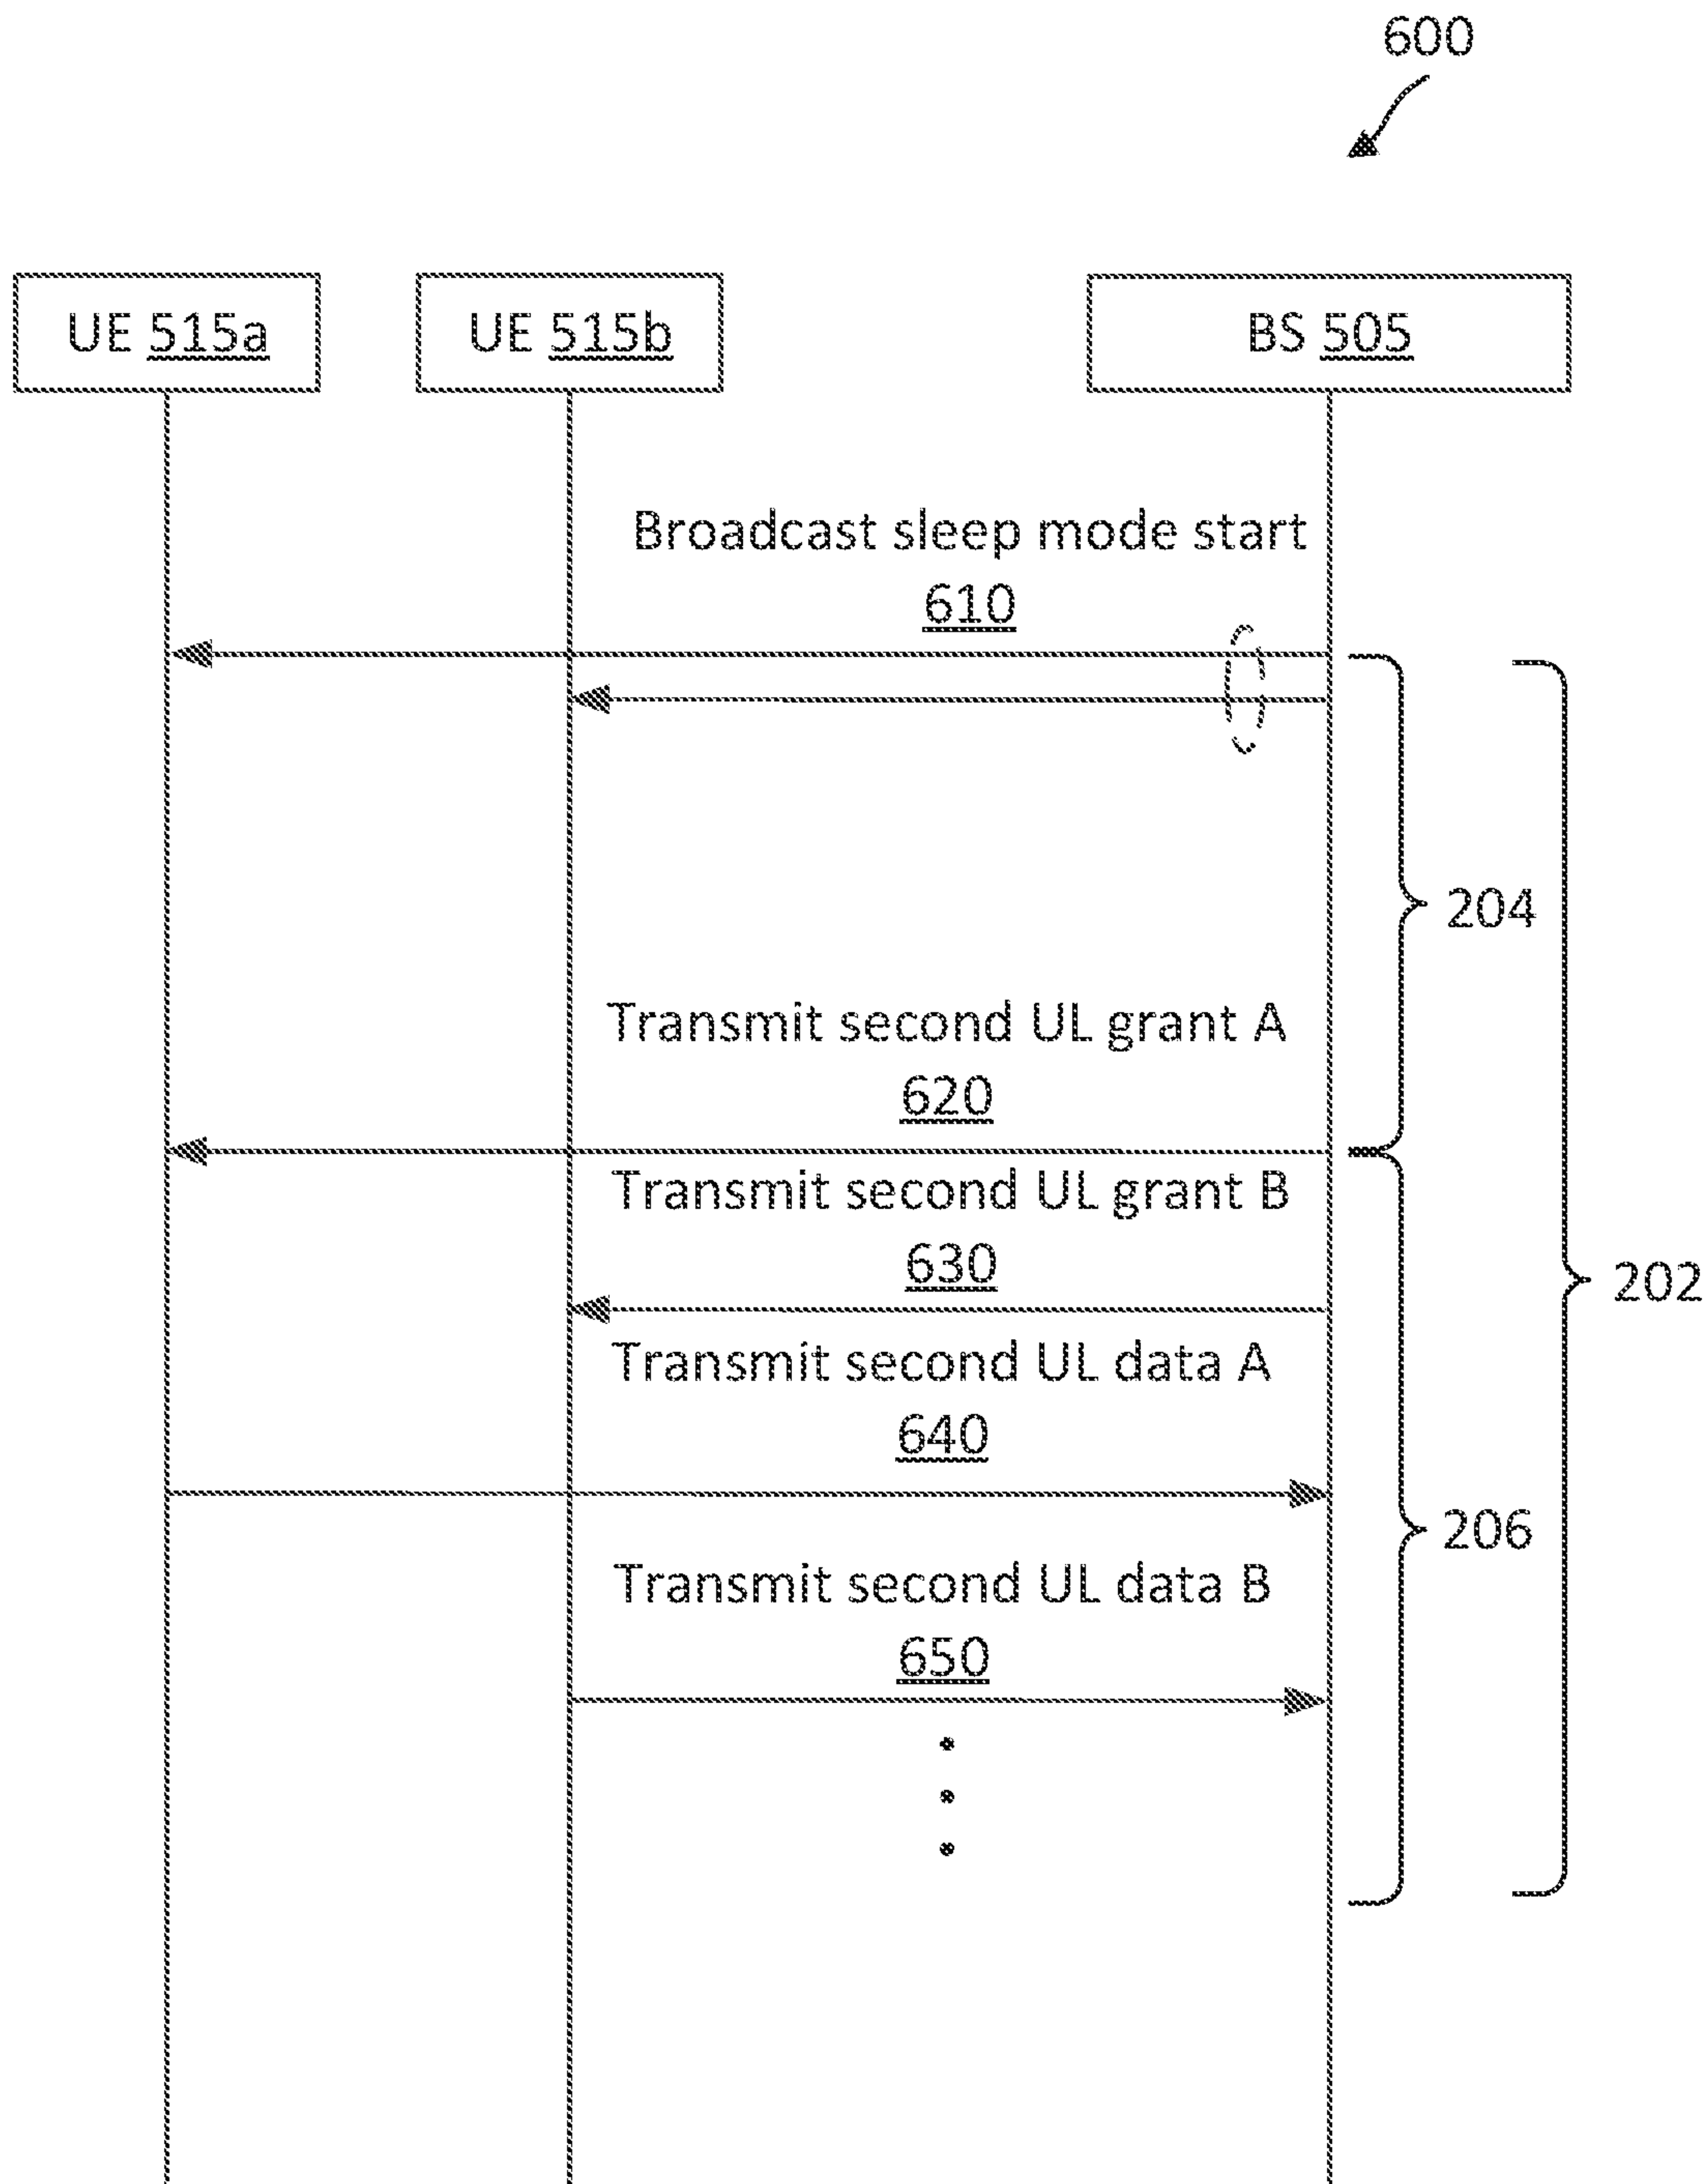 600
UE 515a
UE 515b
BS 505
Broadcast sleep mode start
610
204
Transmit second UL grant A
620
Transmit second UL grant B
630
202
Transmit second UL data A
640
206
Transmit second UL data B
650